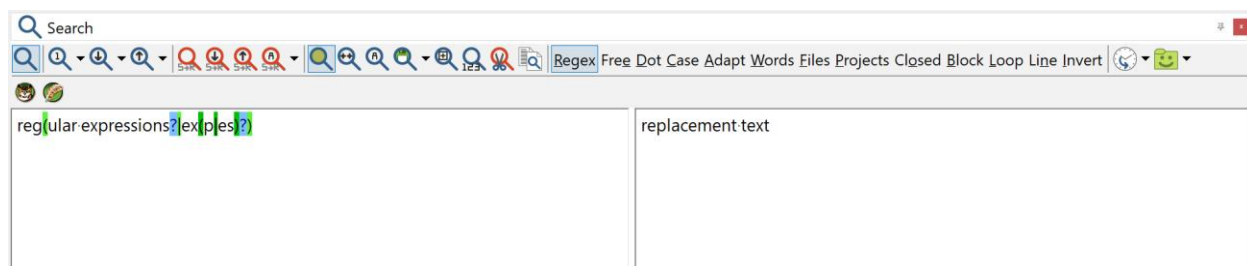 Search
Regex Free Dot Case Adapt Words Files Projects Closed Block Loop Line Invert
reg(ular·expressions?|ex(p|es)?)
replacement·text